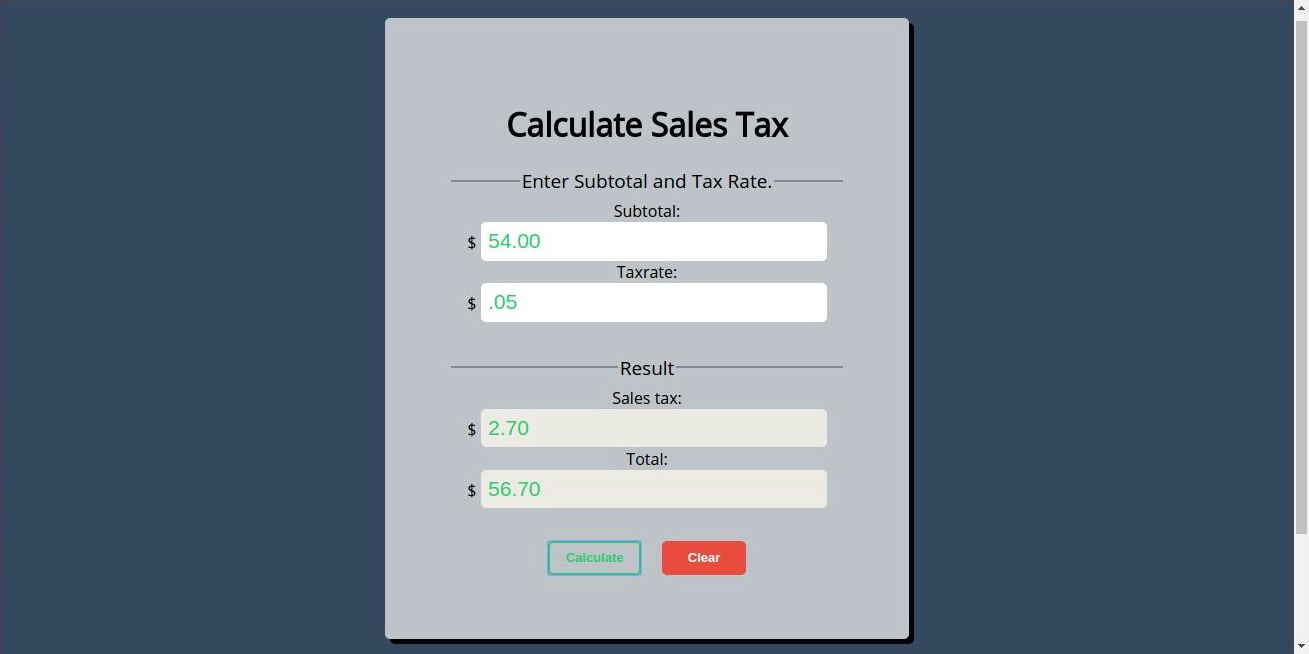 Calculate Sales Tax
Enter Subtotal and Tax Rate.
Subtotal:
$ 54.00
Taxrate:
$ .05
Result
Sales tax:
$ 2.70
Total:
$ 56.70
Calculate Clear